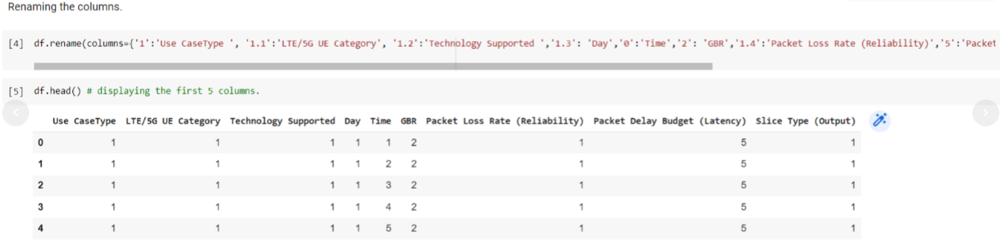 Renaming the columns.
[4] df.rename(columns={'1':'Use CaseType ', '1.1':'LTE/5G UE Category', '1.2':'Technology Supported ','1.3': 'Day','0':'Time','2': 'GBR','1.4':'Packet Loss Rate (Reliability)','5':'Packet
[5] df.head() # displaying the first 5 columns.
Use CaseType LTE/5G UE Category Technology Supported Day Time GBR Packet Loss Rate (Reliability) Packet Delay Budget (Latency) Slice Type (Output)
0 1 1 1 1 1 2 1 5 1
1 1 1 1 1 2 2 1 5 1
2 1 1 1 1 3 2 1 5 1
3 1 1 1 1 4 2 1 5 1
4 1 1 1 1 5 2 1 5 1